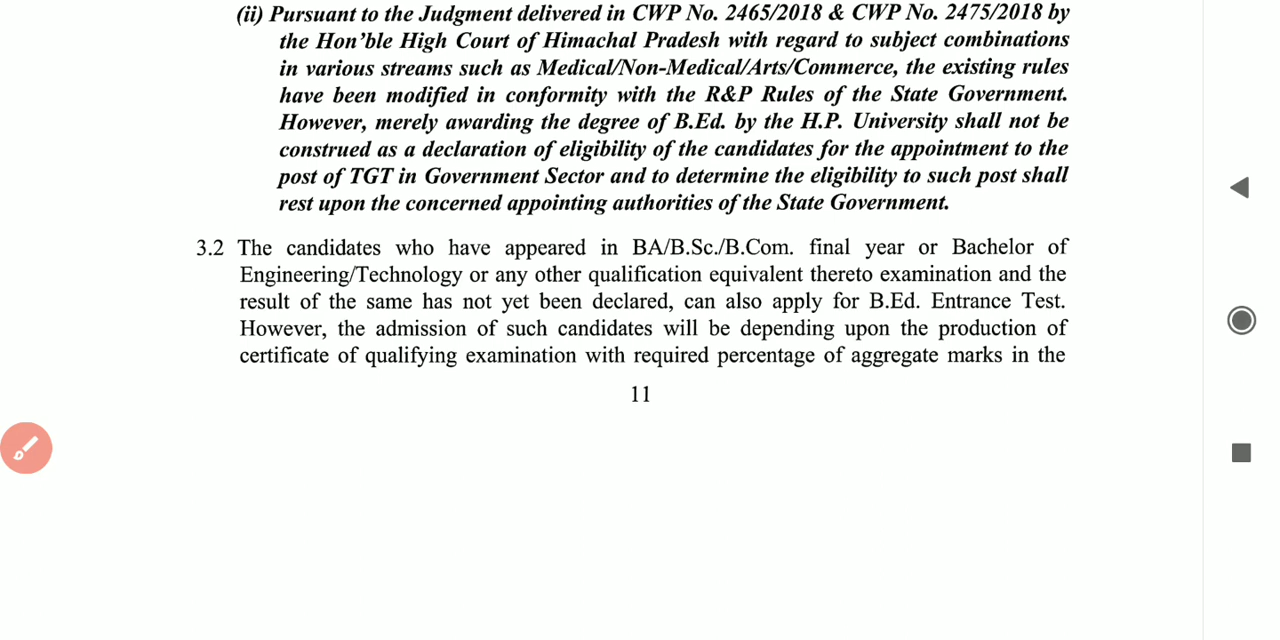 (ii) Pursuant to the Judgment delivered in CWP No. 2465/2018 & CWP No. 2475/2018 by
the Hon’ble High Court of Himachal Pradesh with regard to subject combinations
in various streams such as Medical/Non-Medical/Arts/Commerce, the existing rules
have been modified in conformity with the R&P Rules of the State Government.
However, merely awarding the degree of B.Ed. by the H.P. University shall not be
construed as a declaration of eligibility of the candidates for the appointment to the
post of TGT in Government Sector and to determine the eligibility to such post shall
rest upon the concerned appointing authorities of the State Government.
3.2 The candidates who have appeared in BA/B.Sc./B.Com. final year or Bachelor of
Engineering/Technology or any other qualification equivalent thereto examination and the
result of the same has not yet been declared, can also apply for B.Ed. Entrance Test.
However, the admission of such candidates will be depending upon the production of
certificate of qualifying examination with required percentage of aggregate marks in the
11